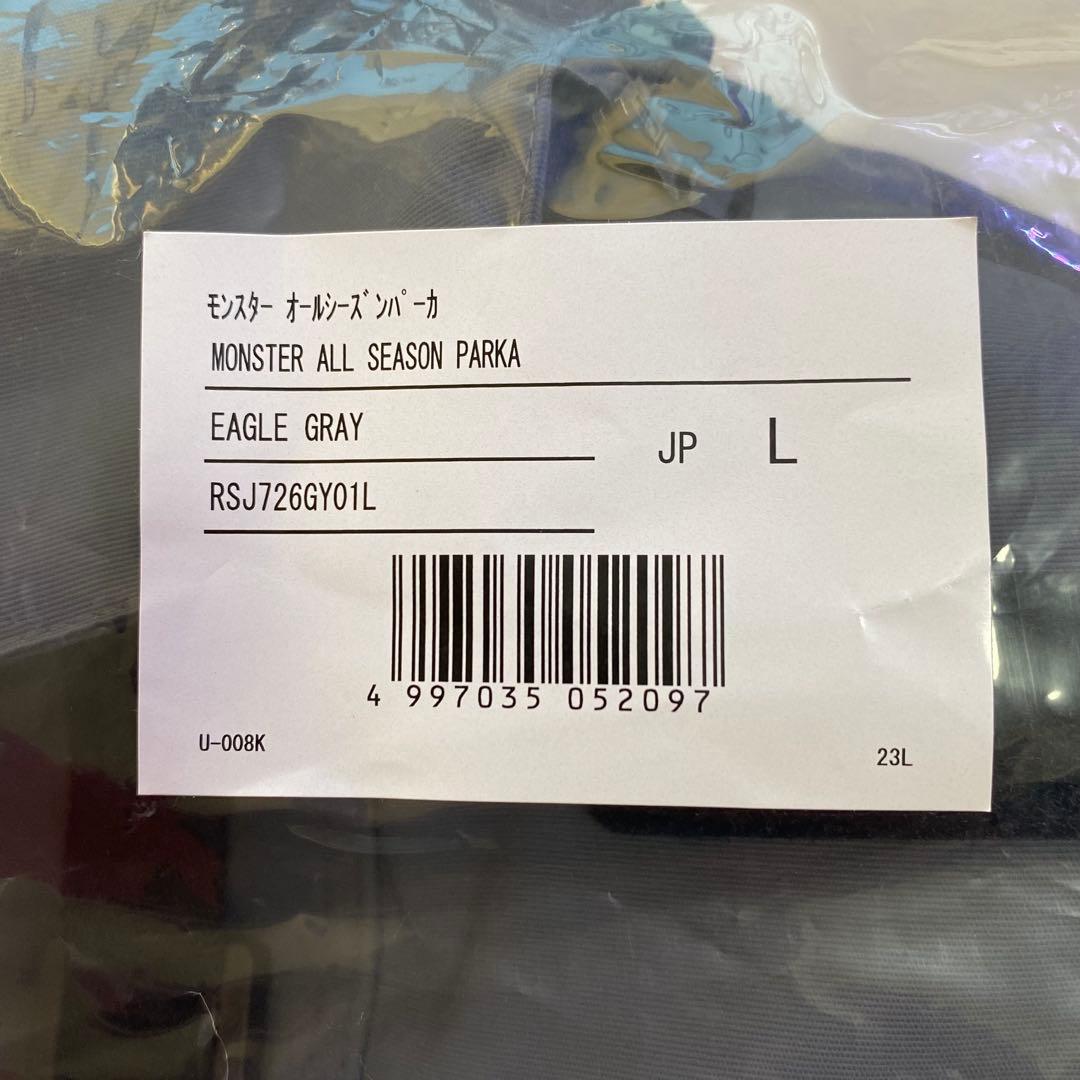 ﾓﾝｽﾀｰ ｵｰﾙｼｰｽﾞﾝﾊﾟｰｶ
MONSTER ALL SEASON PARKA
EAGLE GRAY
JP L
RSJ726GY01L
4 997035 052097
U-008K
23L